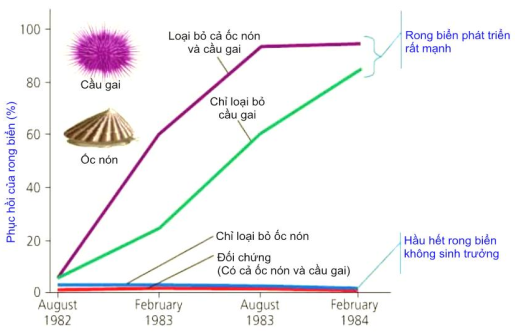 Phục hồi của rong biển (%)
100
80
60
40
20
0
Cầu gai
Ốc nón
Loại bỏ cả ốc nón
và cầu gai
Chỉ loại bỏ
cầu gai
Rong biển phát triển
rất mạnh
Chỉ loại bỏ ốc nón
Đối chứng
(Có cả ốc nón và cầu gai)
Hầu hết rong biển
không sinh trưởng
August
1982
February
1983
August
1983
February
1984